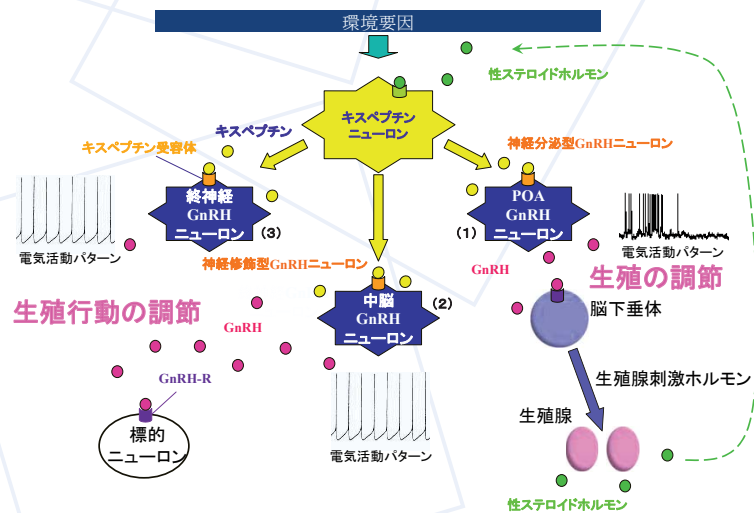 環境要因
性ステロイドホルモン
キスペプチン
ニューロン
キスペプチン
キスペプチン受容体
神経分泌型GnRHニューロン
終神経
GnRH
ニューロン
(3)
電気活動パターン
POA
GnRH
ニューロン
(1)
電気活動パターン
神経修飾型GnRHニューロン
GnRH
生殖の調節
中脳
GnRH
ニューロン
(2)
脳下垂体
生殖行動の調節
GnRH
GnRH-R
標的
ニューロン
電気活動パターン
生殖腺刺激ホルモン
生殖腺
性ステロイドホルモン